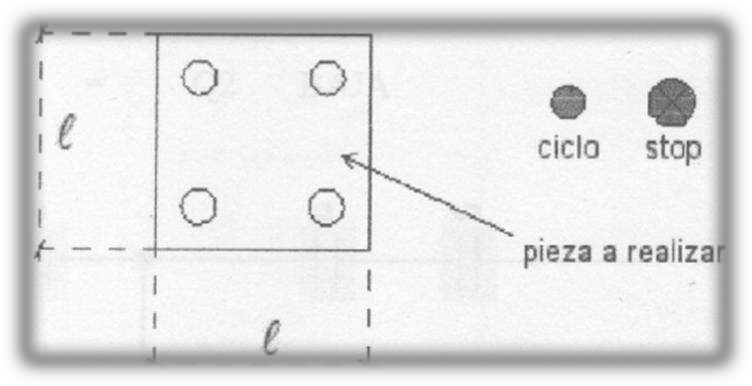 ℓ
ciclo stop
pieza a realizar
ℓ